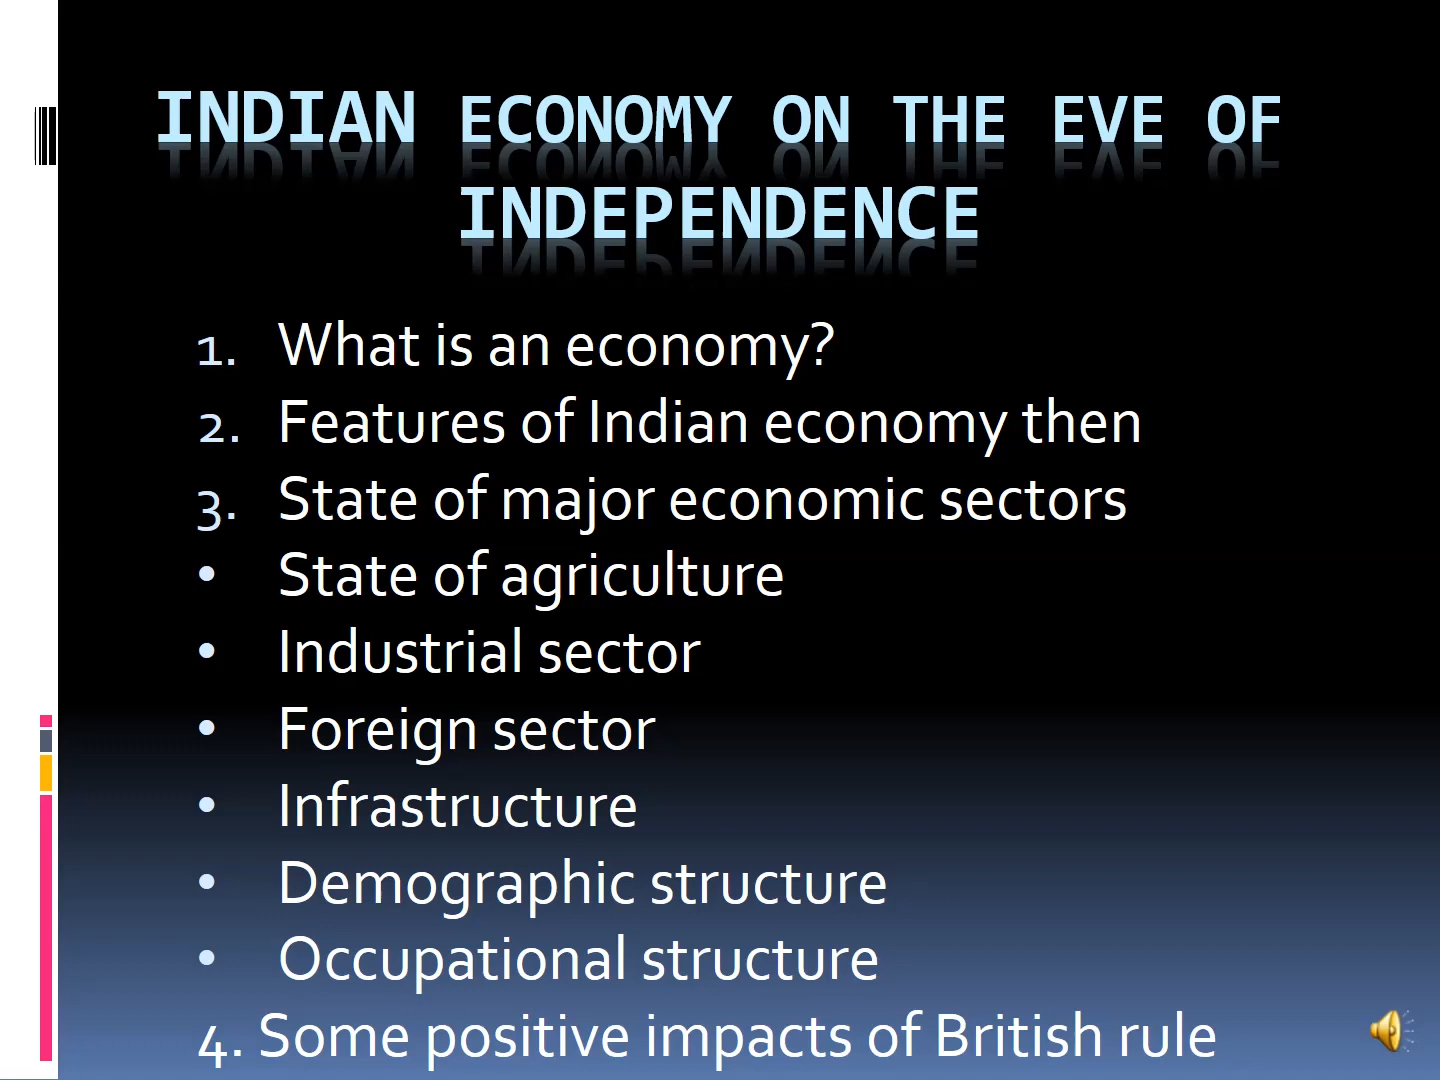 INDIAN ECONOMY ON THE EVE OF
INDEPENDENCE
1. What is an economy?
2. Features of Indian economy then
3. State of major economic sectors
• State of agriculture
• Industrial sector
• Foreign sector
• Infrastructure
• Demographic structure
• Occupational structure
4. Some positive impacts of British rule